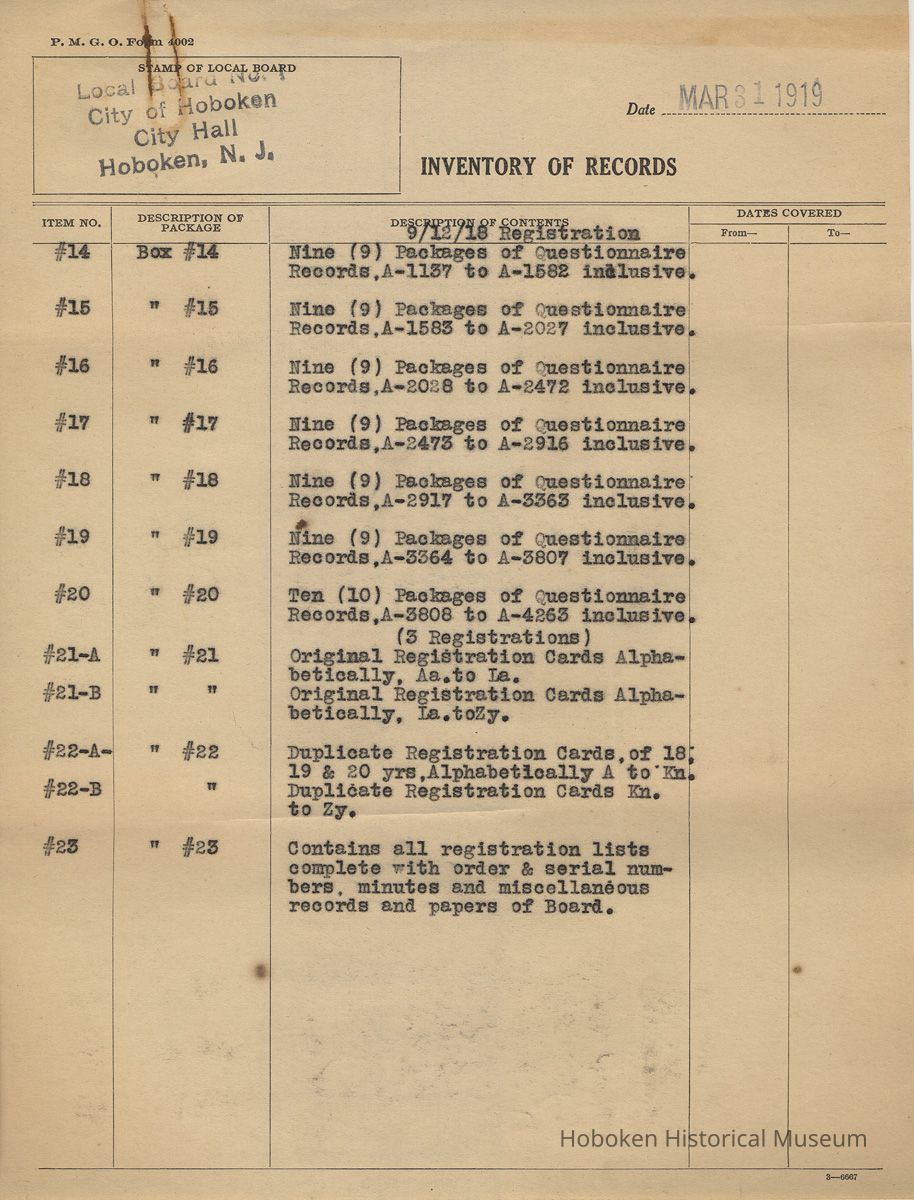 P. M. G. O. Form 4002
STAMP OF LOCAL BOARD
Local Board No. 1
City of Hoboken
City Hall
Hoboken, N. J.
Date MAR 31 1919
INVENTORY OF RECORDS
ITEM NO. DESCRIPTION OF PACKAGE DESCRIPTION OF CONTENTS DATES COVERED
From— To—
9/12/18 Registration
#14 Box #14 Nine (9) Packages of Questionnaire
Records,A-1137 to A-1582 inclusive.
#15 " #15 Nine (9) Packages of Questionnaire
Records,A-1583 to A-2027 inclusive.
#16 " #16 Nine (9) Packages of Questionnaire
Records,A-2028 to A-2472 inclusive.
#17 " #17 Nine (9) Packages of Questionnaire
Records,A-2473 to A-2916 inclusive.
#18 " #18 Nine (9) Packages of Questionnaire
Records,A-2917 to A-3363 inclusive.
#19 " #19 Nine (9) Packages of Questionnaire
Records,A-3364 to A-3807 inclusive.
#20 " #20 Ten (10) Packages of Questionnaire
Records,A-3808 to A-4263 inclusive.
(3 Registrations)
#21-A " #21 Original Registration Cards Alpha-
betically, Aa.to La.
#21-B " " Original Registration Cards Alpha-
betically, La.toZy.
#22-A- " #22 Duplicate Registration Cards,of 18,
19 & 20 yrs,Alphabetically A to Kn.
#22-B " Duplicate Registration Cards Kn.
to Zy.
#23 " #23 Contains all registration lists
complete with order & serial num-
bers, minutes and miscellaneous
records and papers of Board.
Hoboken Historical Museum
3—6667